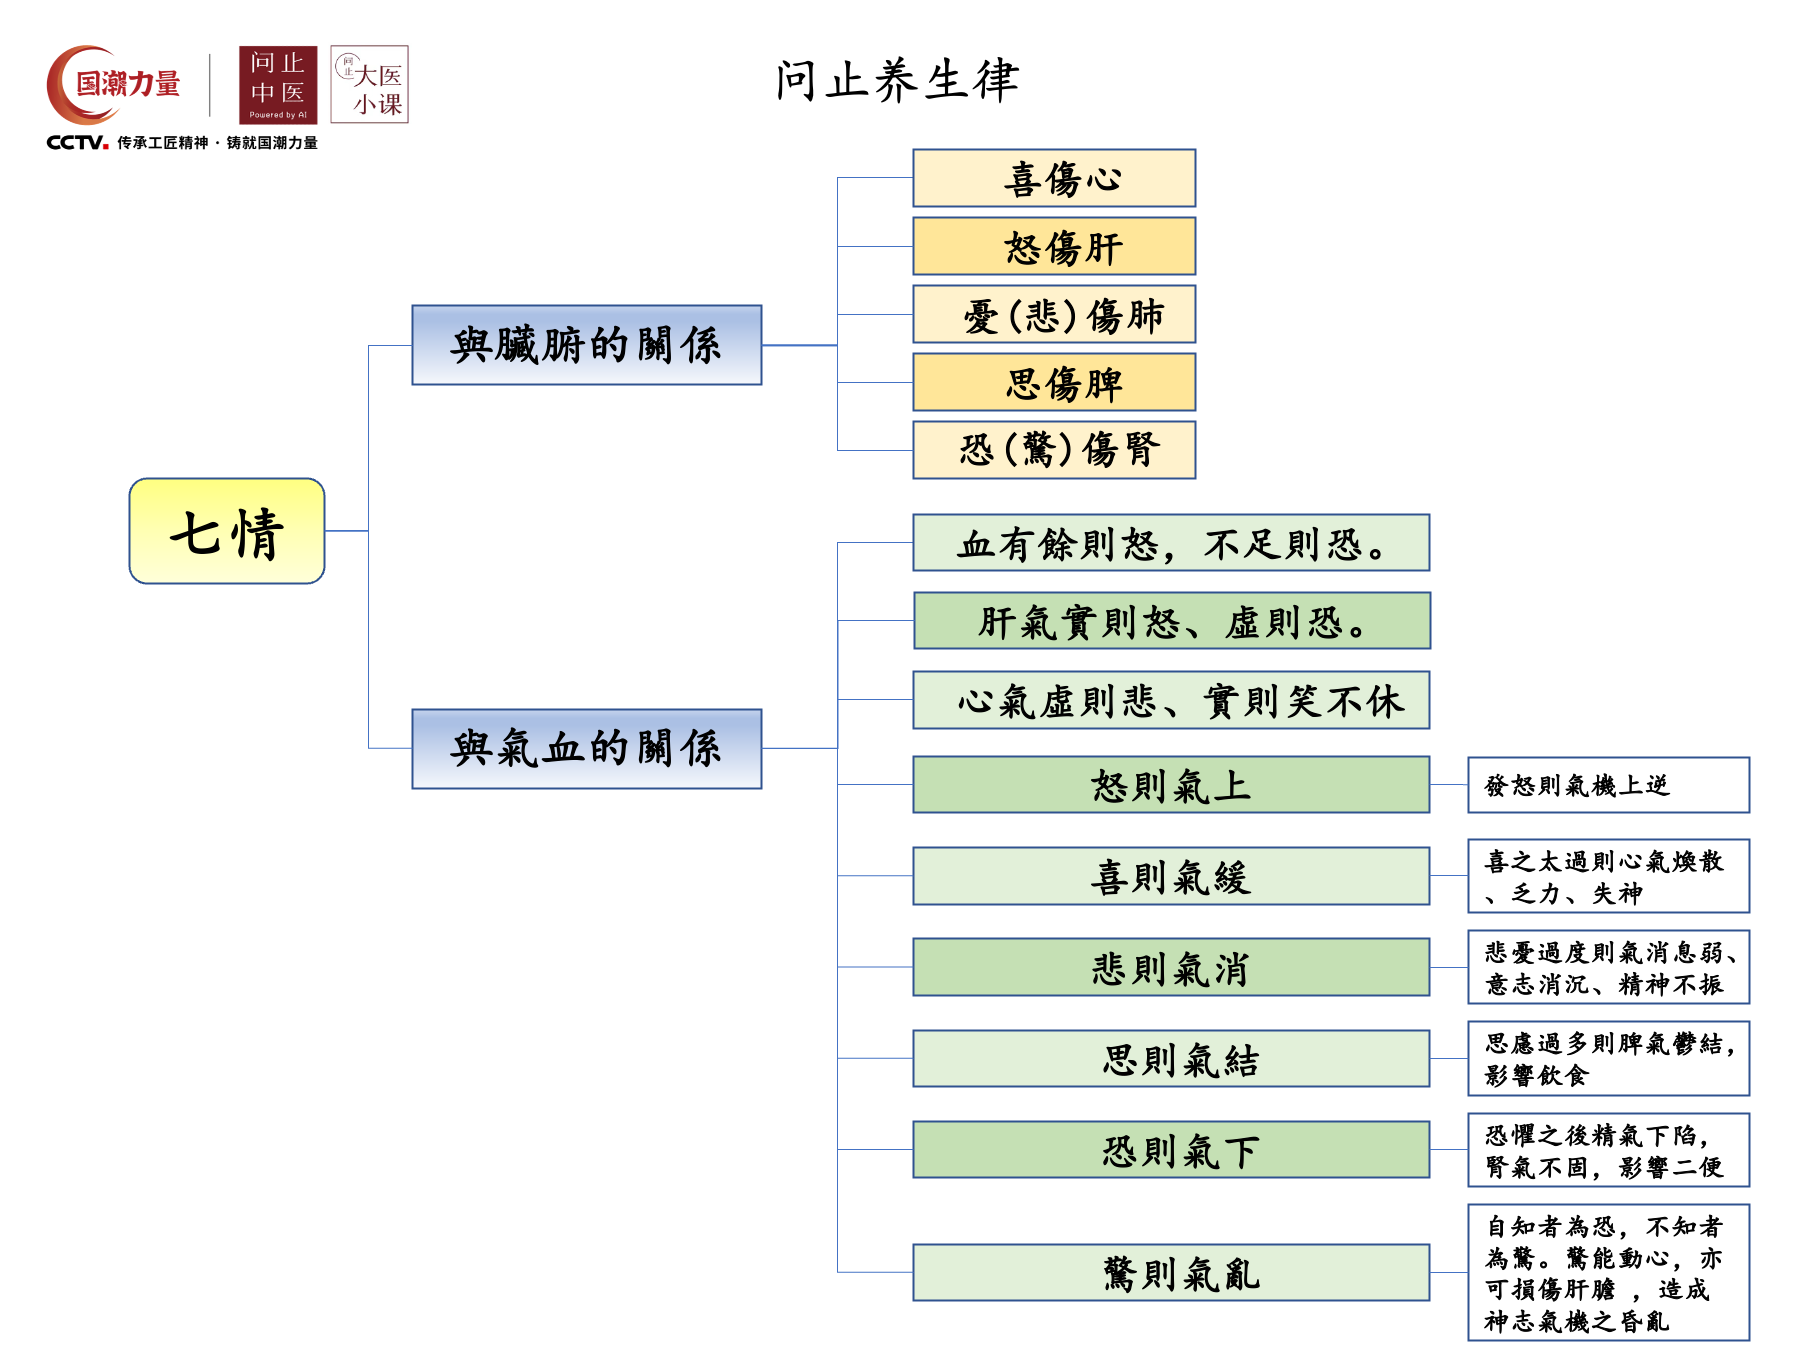 国潮力量
CCTV. 传承工匠精神 · 铸就国潮力量
问止
中医
Powered by AI
问止
大医
小课
问止养生律
七情
與臟腑的關係
喜傷心
怒傷肝
憂(悲)傷肺
思傷脾
恐(驚)傷腎
與氣血的關係
血有餘則怒，不足則恐。
肝氣實則怒、虛則恐。
心氣虛則悲、實則笑不休
怒則氣上
發怒則氣機上逆
喜則氣緩
喜之太過則心氣煥散
、乏力、失神
悲則氣消
悲憂過度則氣消息弱、
意志消沉、精神不振
思則氣結
思慮過多則脾氣鬱結，
影響飲食
恐則氣下
恐懼之後精氣下陷，
腎氣不固，影響二便
驚則氣亂
自知者為恐，不知者
為驚。驚能動心，亦
可損傷肝膽 ，造成
神志氣機之昏亂